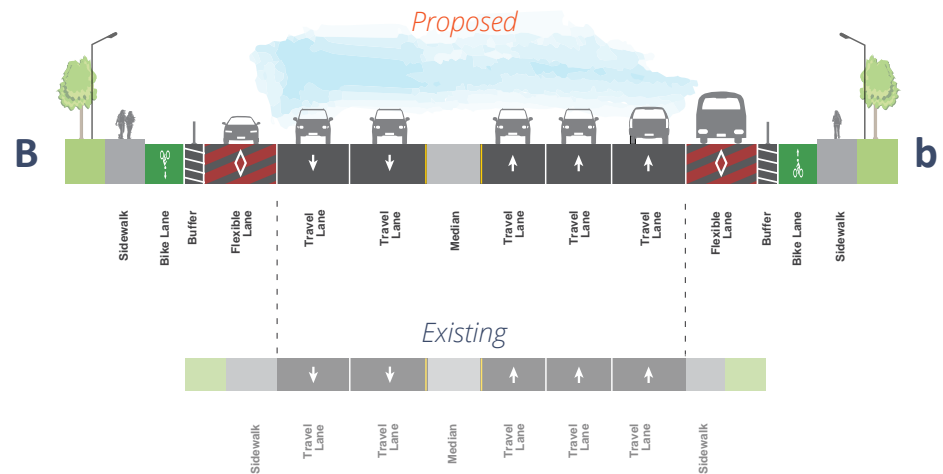 Proposed
B
b
Sidewalk
Bike Lane
Buffer
Flexible
Lane
Travel
Lane
Travel
Lane
Median
Travel
Lane
Travel
Lane
Travel
Lane
Flexible
Lane
Buffer
Bike Lane
Sidewalk
Existing
Sidewalk
Travel
Lane
Travel
Lane
Median
Travel
Lane
Travel
Lane
Travel
Lane
Sidewalk